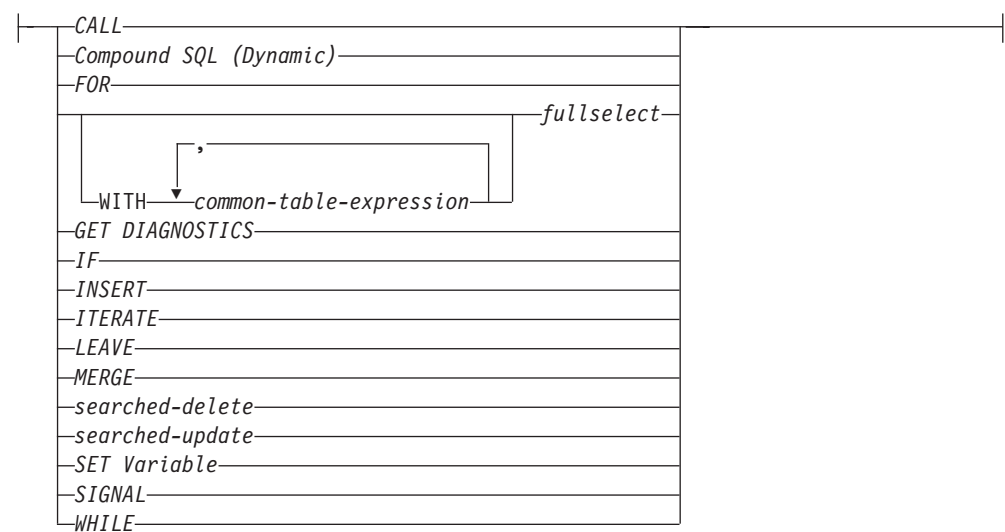 CALL
Compound SQL (Dynamic)
FOR
fullselect
,
WITH common-table-expression
GET DIAGNOSTICS
IF
INSERT
ITERATE
LEAVE
MERGE
searched-delete
searched-update
SET Variable
SIGNAL
WHILE